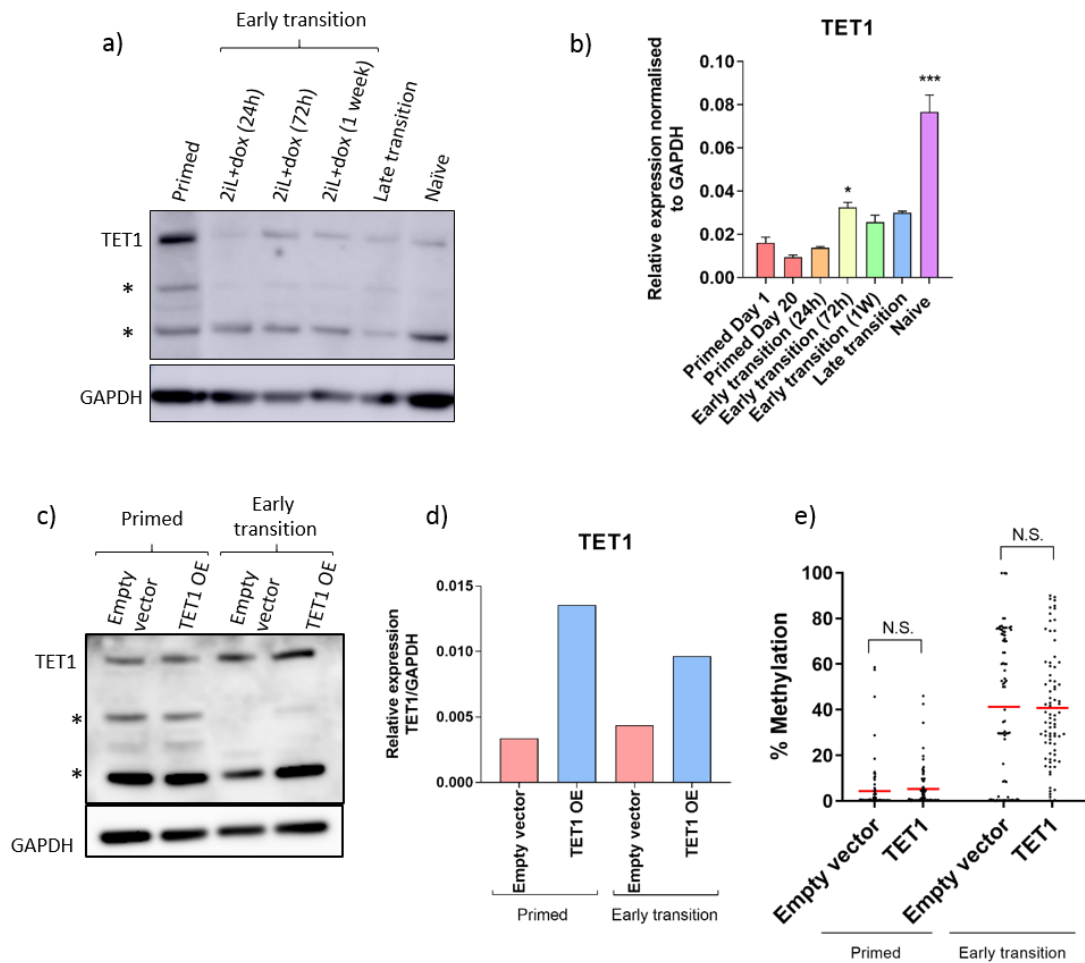 a)
Early transition
Primed
2iL+dox (24h)
2iL+dox (72h)
2iL+dox (1 week)
Late transition
Naïve
TET1
*
*
GAPDH
b)
TET1
Relative expression normalised
to GAPDH
0.10
0.08
0.06
0.04
0.02
0.00
*
***
Primed Day 1
Primed Day 20
Early transition (24h)
Early transition (72h)
Early transition (1W)
Late transition
Naive
c)
Primed
Early
transition
Empty
vector
TET1 OE
Empty
vector
TET1 OE
TET1
*
*
GAPDH
d)
TET1
Relative expression
TET1/GAPDH
0.015
0.010
0.005
0.000
Empty vector
TET1 OE
Empty vector
TET1 OE
Primed
Early transition
e)
% Methylation
100
80
60
40
20
0
N.S.
N.S.
Empty vector
TET1
Empty vector
TET1
Primed
Early transition